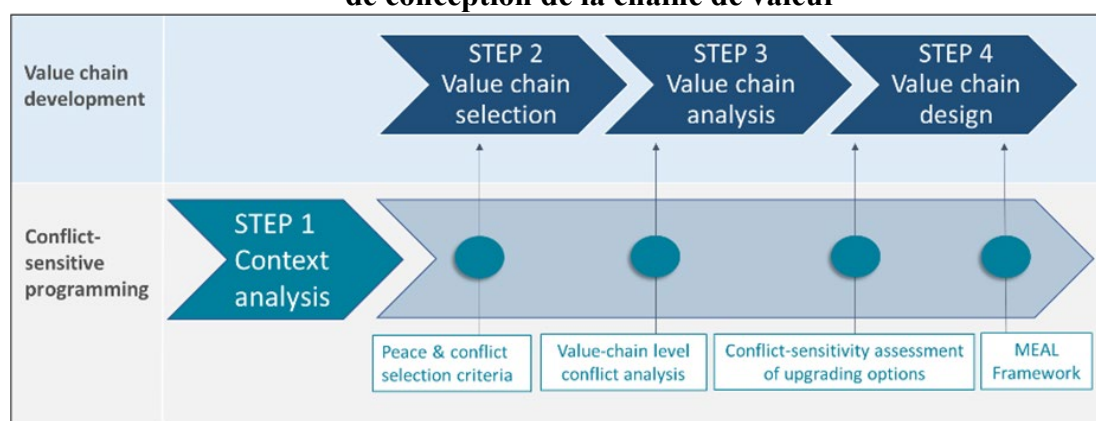 de conception de la chaîne de valeur
Value chain
development
STEP 2
Value chain
selection
STEP 3
Value chain
analysis
STEP 4
Value chain
design
Conflict-
sensitive
programming
STEP 1
Context
analysis
Peace & conflict
selection criteria
Value-chain level
conflict analysis
Conflict-sensitivity assessment
of upgrading options
MEAL
Framework